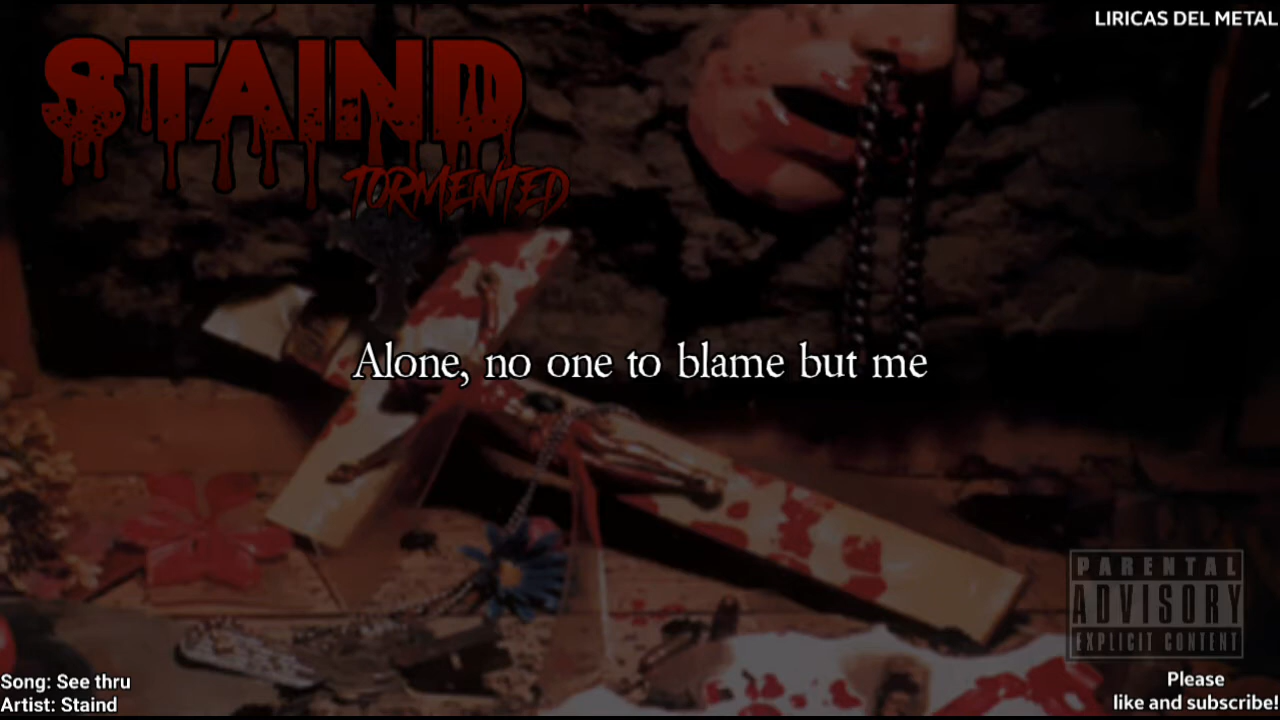 LIRICAS DEL METAL
STAIND
TORMENTED
Alone, no one to blame but me
PARENTAL
ADVISORY
EXPLICIT CONTENT
Song: See thru
Artist: Staind
Please
like and subscribe!